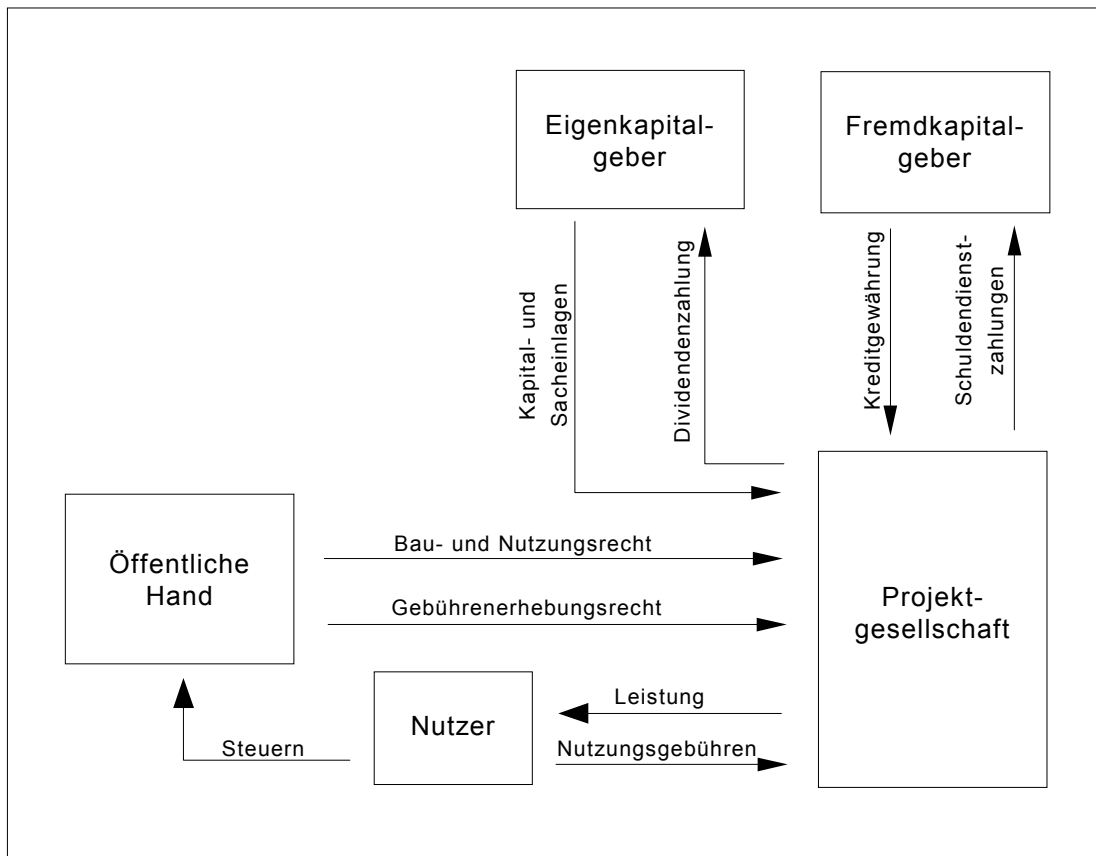 Eigenkapital-
geber
Fremdkapital-
geber
Kapital- und
Sacheinlagen
Dividendenzahlung
Kreditgewährung
Schuldendienst-
zahlungen
Öffentliche
Hand
Bau- und Nutzungsrecht
Gebührenerhebungsrecht
Projekt-
gesellschaft
Nutzer
Leistung
Nutzungsgebühren
Steuern